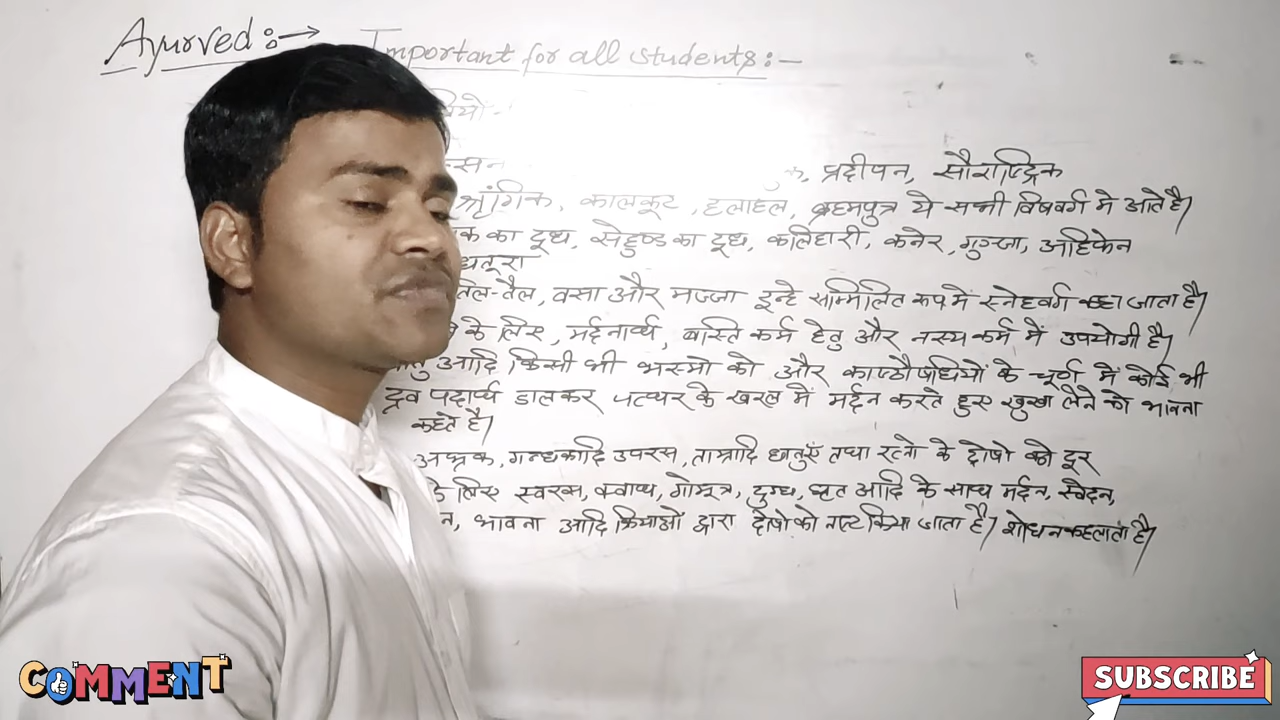 Ayurved :→ Important for all students :-
प्रदीपन, सौराष्ट्रिक
श्रृंगिक, कालकूट, हलाहल, ब्रहमपुत्र ये सभी विषवर्ग मे आते है।
का दूध, सेहुण्ड का दूध, कलिहारी, कनेर, गुन्जा, अहिफेन
धतूरा
तिल-तैल, वसा और मज्जा इन्हे सम्मिलित रूप में स्नेहवर्ग कहा जाता है।
के लिए, मर्दनार्थ, बस्ति कर्म हेतु और नस्य कर्म में उपयोगी है।
आदि किसी भी भस्मो को और काष्ठौषधियों के चूर्ण में कोई भी
द्रव पदार्थ डालकर पत्थर के खरल में मर्दन करते हुए सुखा लेने को भावना
कहते है।
अभ्रक, गन्धकादि उपरस, ताम्रादि धातुएँ तथा रत्नो के दोषो को दूर
के लिए स्वरस, क्वाथ, गोमूत्र, दुग्ध, घृत आदि के साथ मर्दन, स्वेदन,
भावना आदि क्रियाओं द्वारा दोषो को नष्ट किया जाता है। शोधन कहलाता है।
COMMENT
SUBSCRIBE